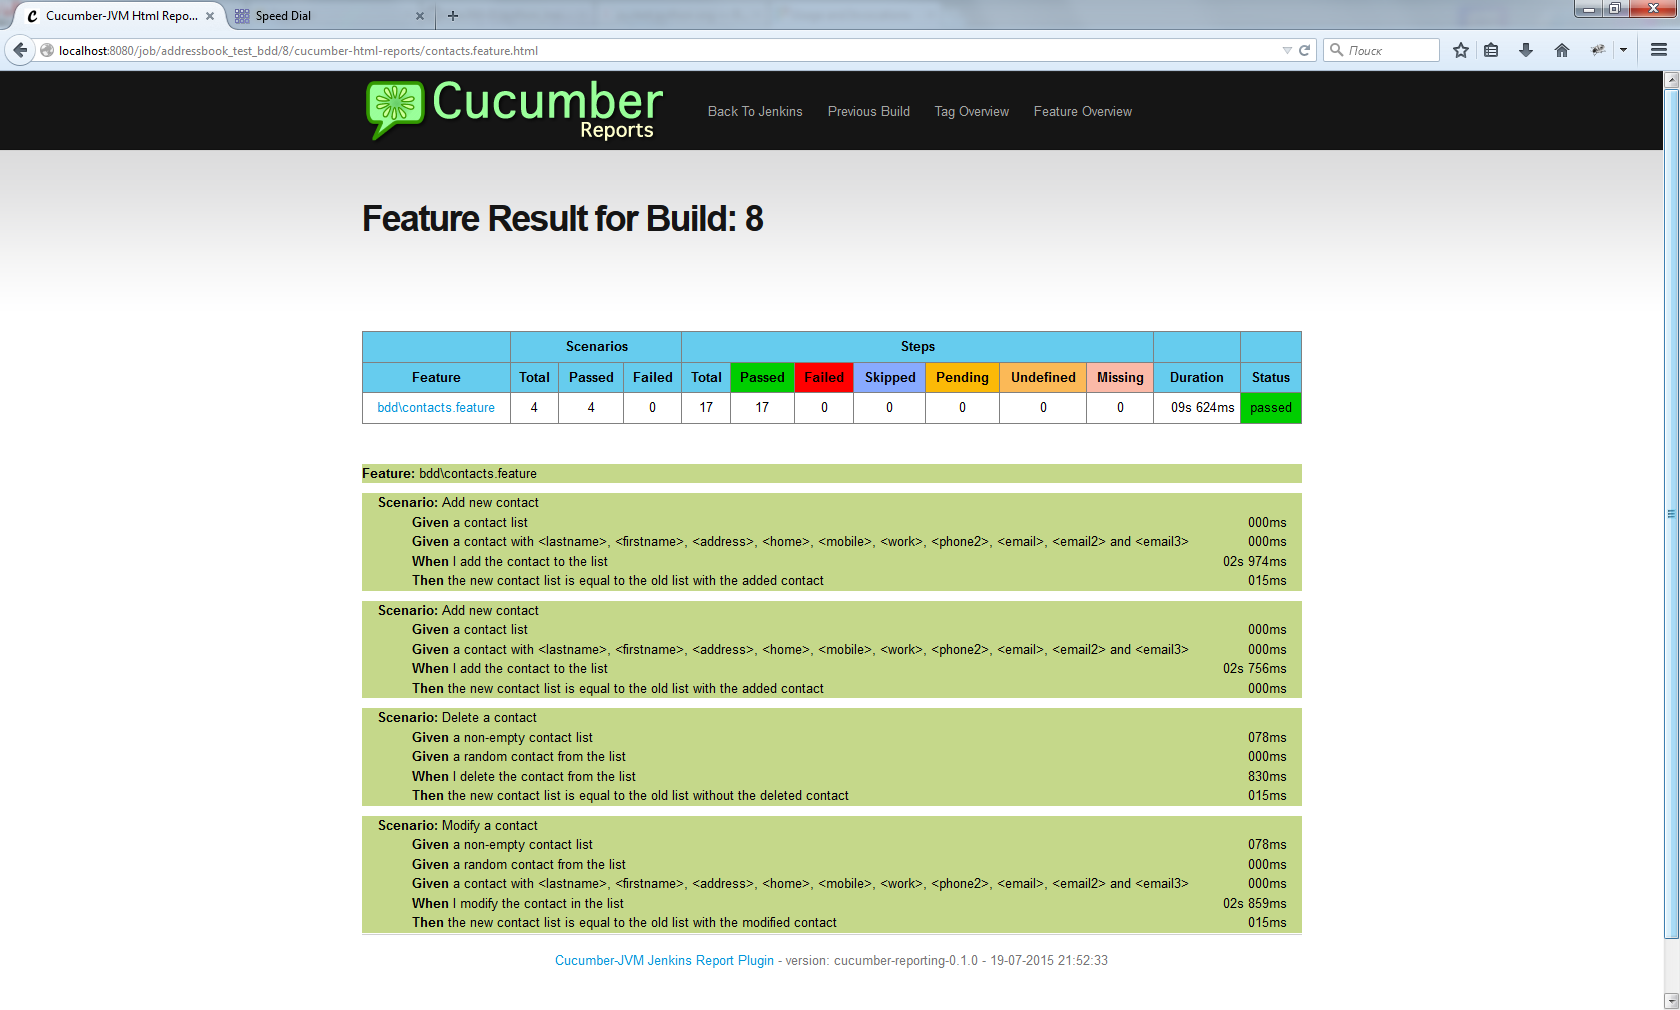 Cucumber-JVM Html Repo...
Speed Dial
localhost:8080/job/addressbook_test_bdd/8/cucumber-html-reports/contacts.feature.html
Поиск
Cucumber
Reports
Back To Jenkins Previous Build Tag Overview Feature Overview
Feature Result for Build: 8
Scenarios Steps
Feature Total Passed Failed Total Passed Failed Skipped Pending Undefined Missing Duration Status
bdd\contacts.feature 4 4 0 17 17 0 0 0 0 0 09s 624ms passed
Feature: bdd\contacts.feature
Scenario: Add new contact
Given a contact list 000ms
Given a contact with <lastname>, <firstname>, <address>, <home>, <mobile>, <work>, <phone2>, <email>, <email2> and <email3> 000ms
When I add the contact to the list 02s 974ms
Then the new contact list is equal to the old list with the added contact 015ms
Scenario: Add new contact
Given a contact list 000ms
Given a contact with <lastname>, <firstname>, <address>, <home>, <mobile>, <work>, <phone2>, <email>, <email2> and <email3> 000ms
When I add the contact to the list 02s 756ms
Then the new contact list is equal to the old list with the added contact 000ms
Scenario: Delete a contact
Given a non-empty contact list 078ms
Given a random contact from the list 000ms
When I delete the contact from the list 830ms
Then the new contact list is equal to the old list without the deleted contact 015ms
Scenario: Modify a contact
Given a non-empty contact list 078ms
Given a random contact from the list 000ms
Given a contact with <lastname>, <firstname>, <address>, <home>, <mobile>, <work>, <phone2>, <email>, <email2> and <email3> 000ms
When I modify the contact in the list 02s 859ms
Then the new contact list is equal to the old list with the modified contact 015ms
Cucumber-JVM Jenkins Report Plugin - version: cucumber-reporting-0.1.0 - 19-07-2015 21:52:33